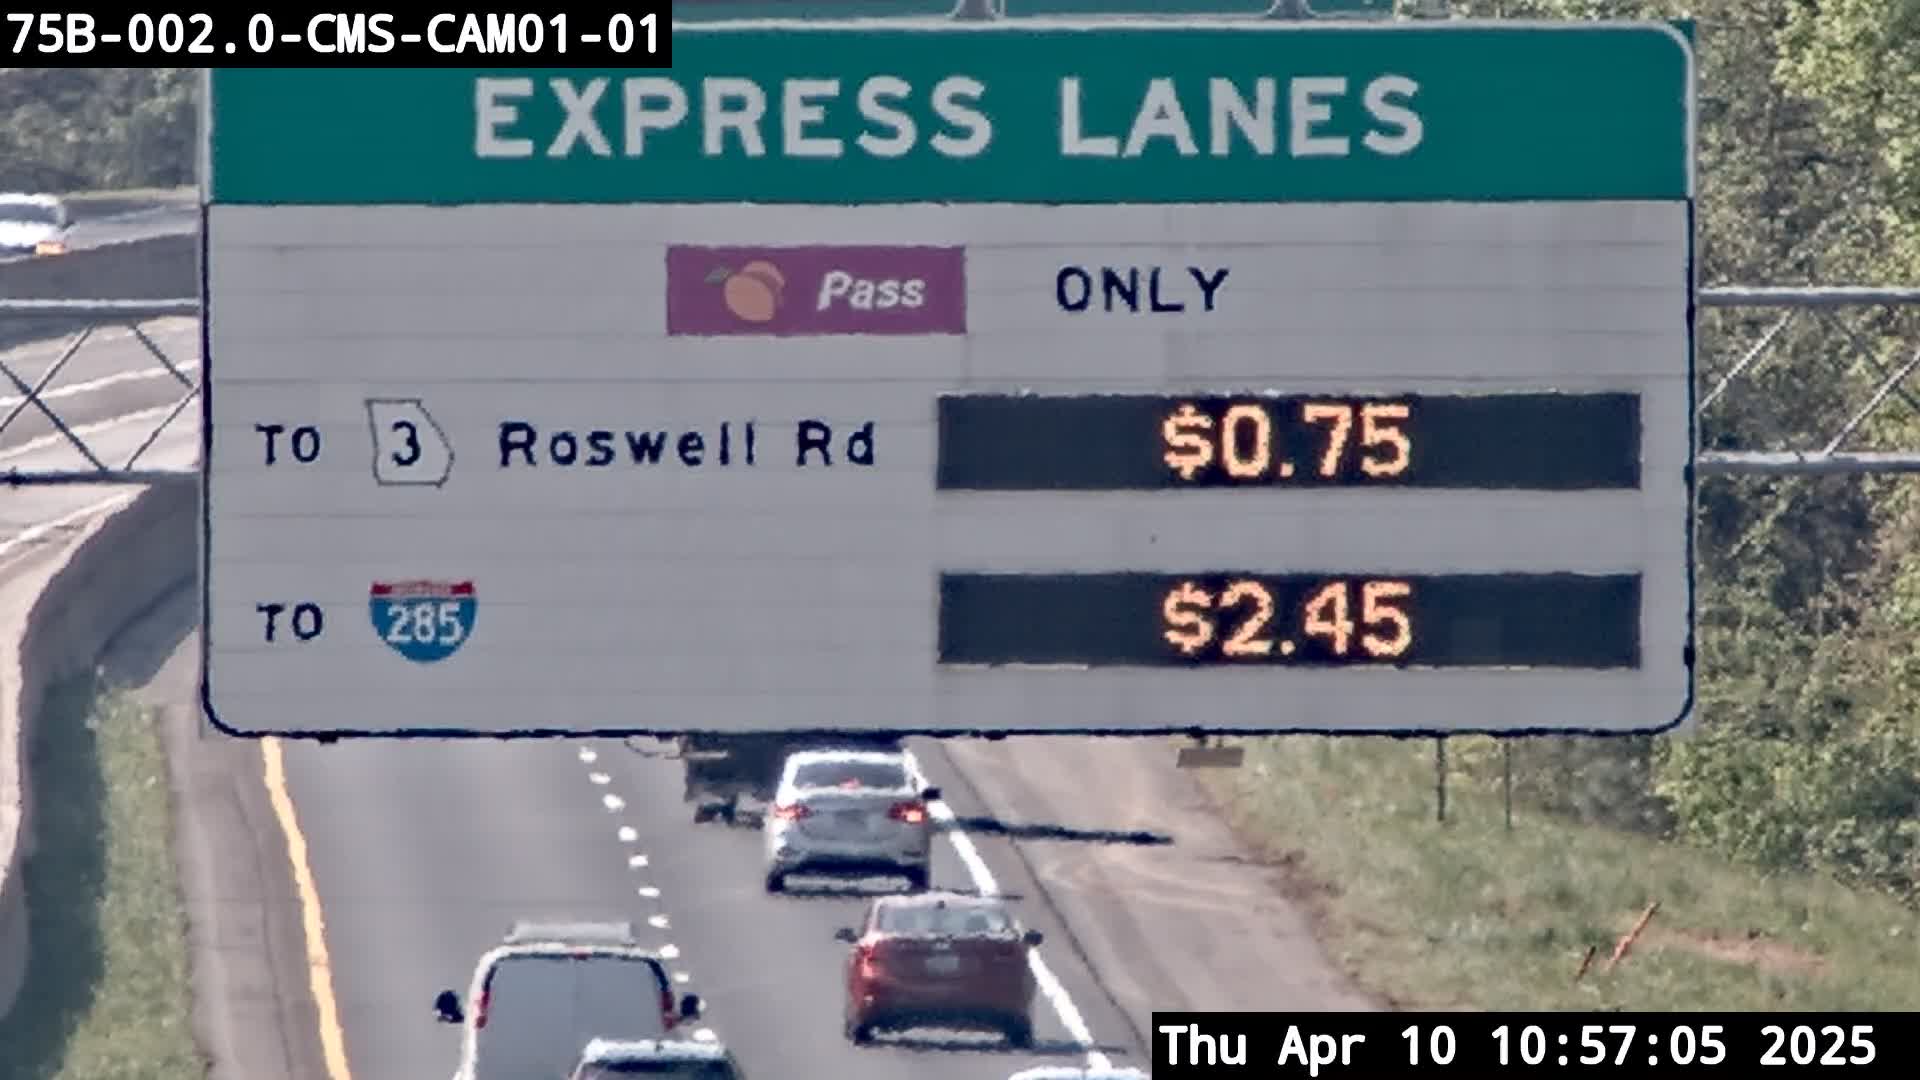 75B-002.0-CMS-CAM01-01
EXPRESS LANES
Pass ONLY
TO 3 Roswell Rd $0.75
TO 285 $2.45
Thu Apr 10 10:57:05 2025